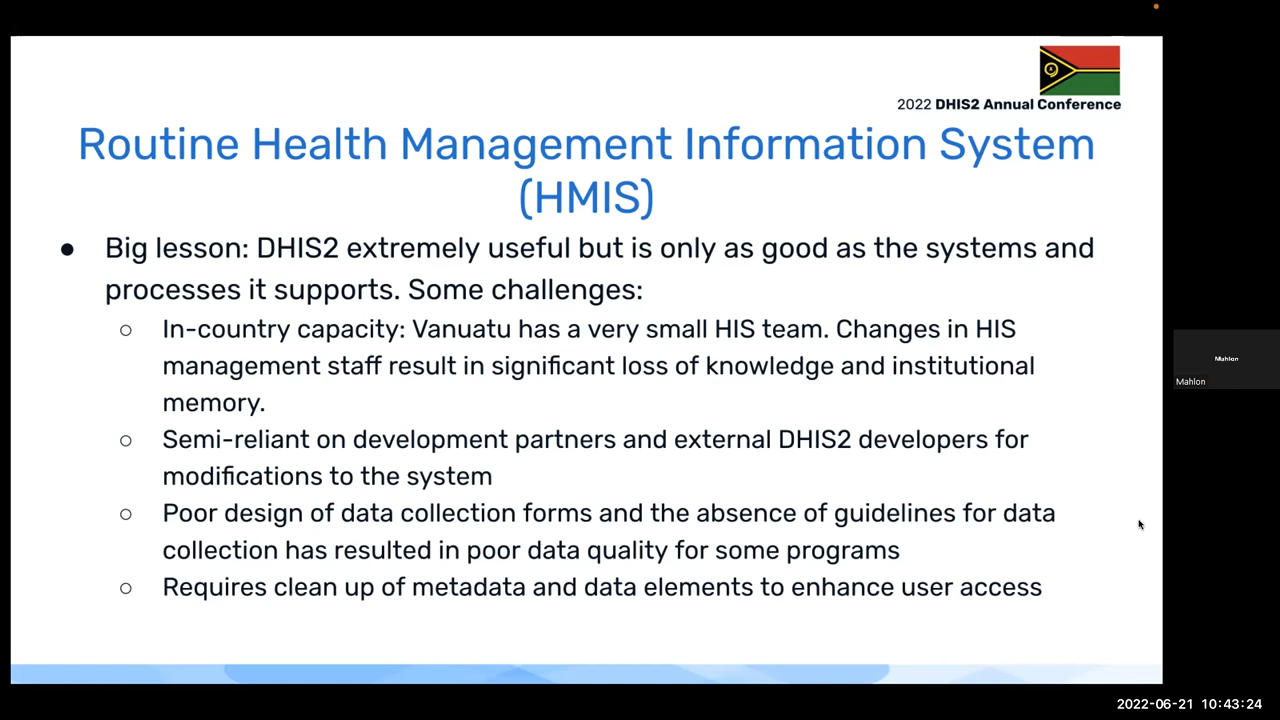 2022 DHIS2 Annual Conference
Routine Health Management Information System
(HMIS)
● Big lesson: DHIS2 extremely useful but is only as good as the systems and
processes it supports. Some challenges:
○ In-country capacity: Vanuatu has a very small HIS team. Changes in HIS
management staff result in significant loss of knowledge and institutional
memory.
○ Semi-reliant on development partners and external DHIS2 developers for
modifications to the system
○ Poor design of data collection forms and the absence of guidelines for data
collection has resulted in poor data quality for some programs
○ Requires clean up of metadata and data elements to enhance user access
Mahlon
Mahlon
2022-06-21 10:43:24